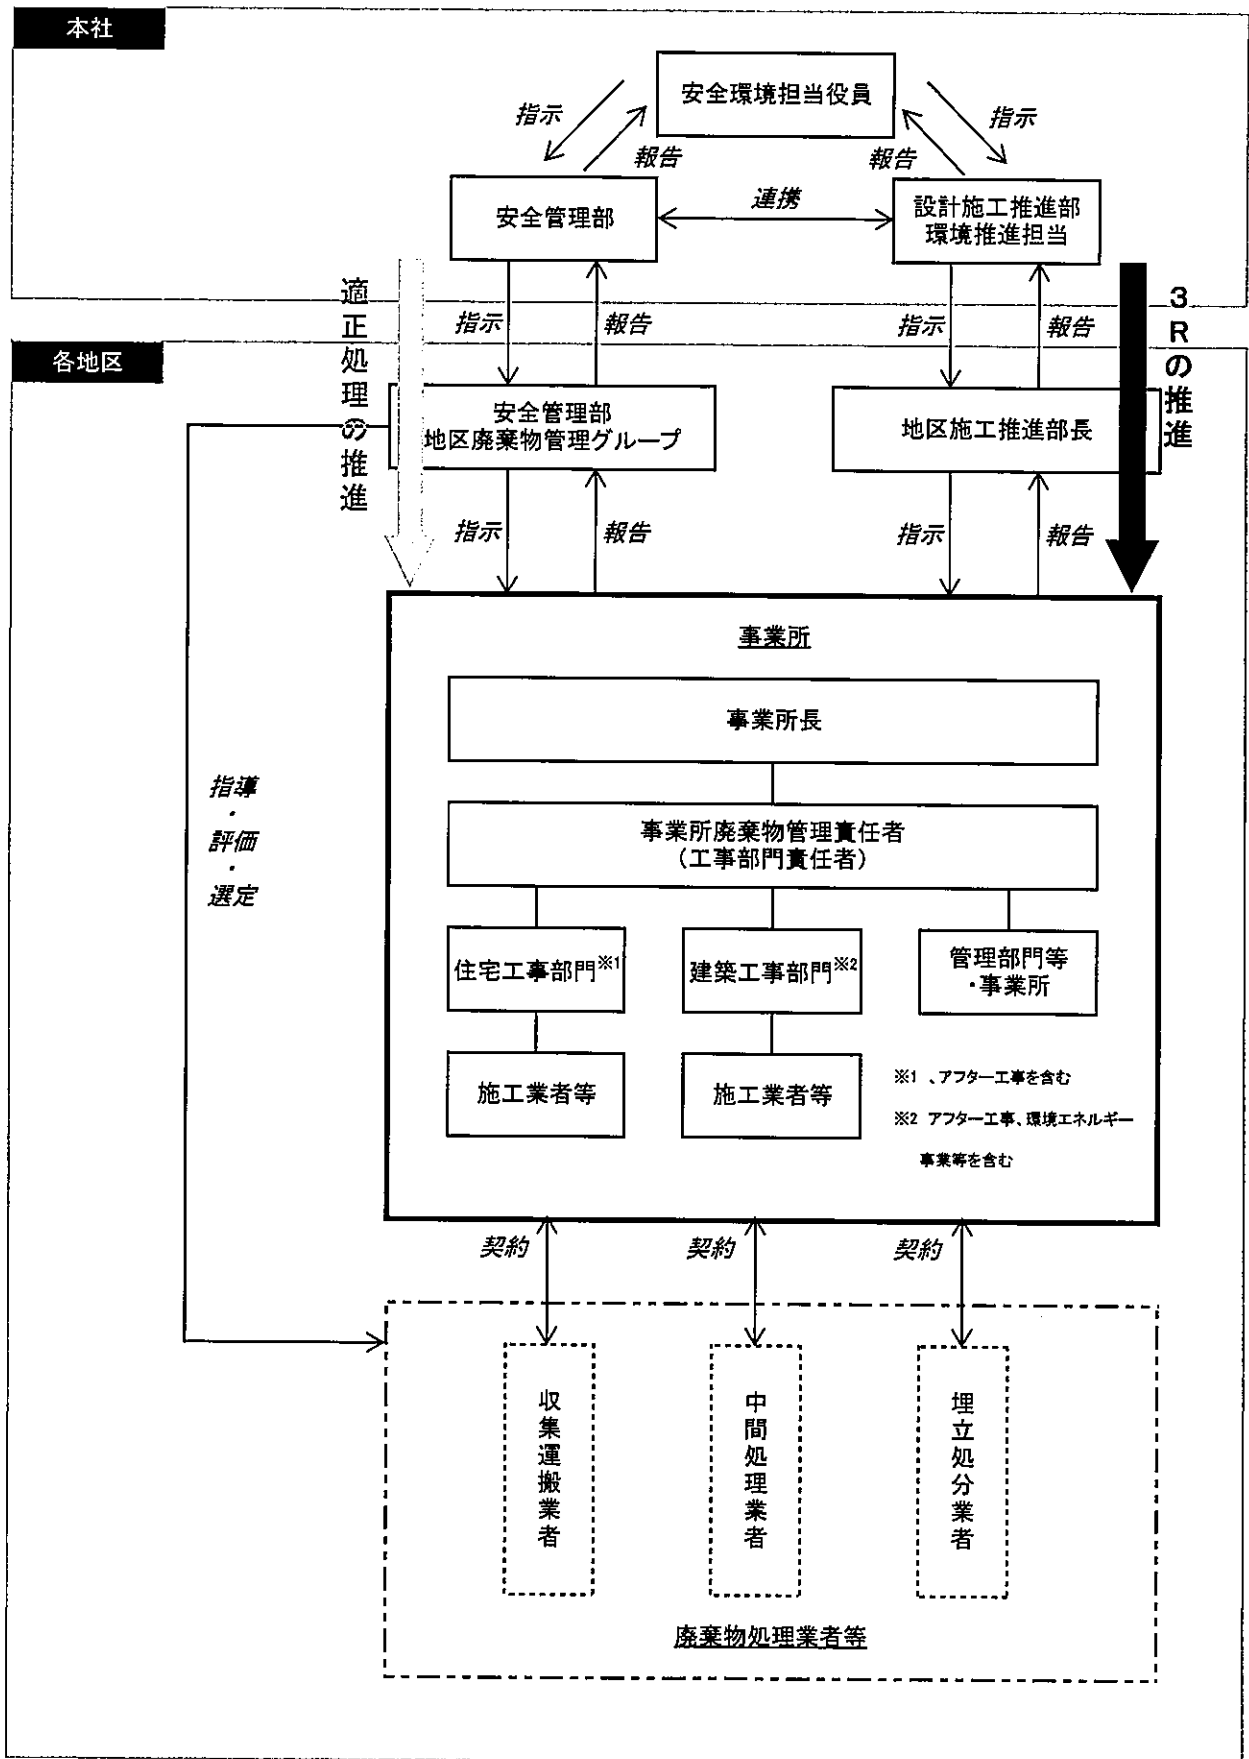 本社
安全環境担当役員
指示
報告
報告
指示
安全管理部
連携
設計施工推進部
環境推進担当
適正処理の推進
3Rの推進
指示
報告
指示
報告
各地区
安全管理部
地区廃棄物管理グループ
地区施工推進部長
指示
報告
指示
報告
事業所
事業所長
事業所廃棄物管理責任者
（工事部門責任者）
指導
・
評価
・
選定
住宅工事部門※1
建築工事部門※2
管理部門等
・事業所
施工業者等
施工業者等
※1 、アフター工事を含む
※2 アフター工事、環境エネルギー
事業等を含む
契約
契約
契約
収集運搬業者
中間処理業者
埋立処分業者
廃棄物処理業者等